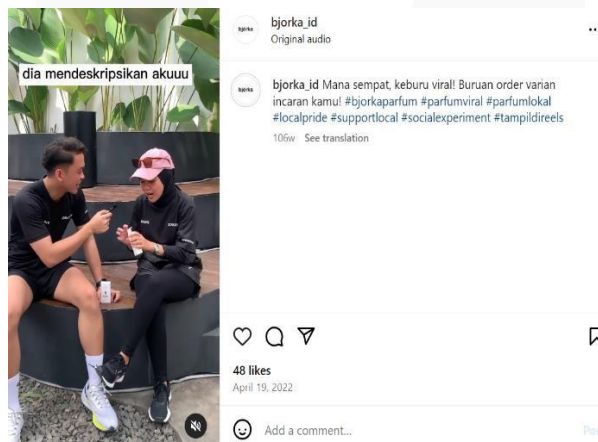 dia mendeskripsikan akuuu
bjorka
bjorka_id
Original audio
bjorka
bjorka_id Mana sempat, keburu viral! Buruan order varian
incaran kamu! #bjorkaparfum #parfumviral #parfumlokal
#localpride #supportlocal #socialexperiment #tampildireels
106w See translation
48 likes
April 19, 2022
Add a comment...